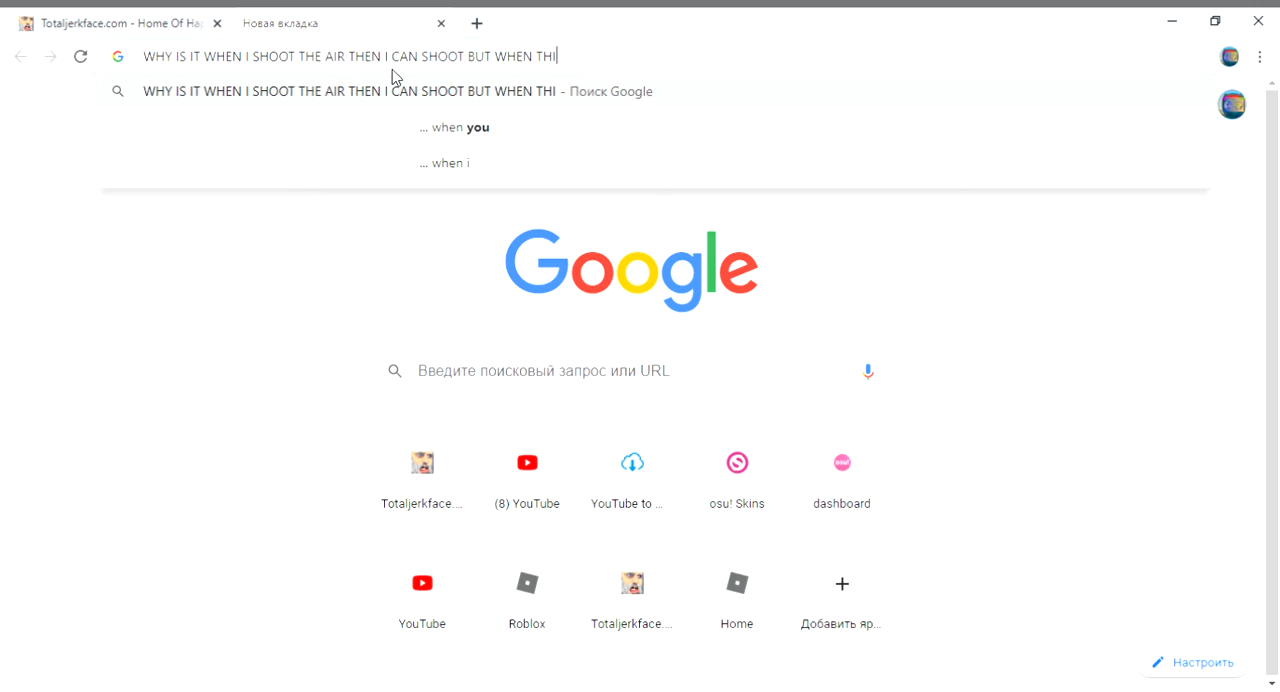 Totaljerkface.com - Home Of Hap
Новая вкладка
WHY IS IT WHEN I SHOOT THE AIR THEN I CAN SHOOT BUT WHEN THI
WHY IS IT WHEN I SHOOT THE AIR THEN I CAN SHOOT BUT WHEN THI - Поиск Google
... when you
... when i
Google
Введите поисковый запрос или URL
Totaljerkface....
(8) YouTube
YouTube to ...
osu! Skins
osu!
dashboard
YouTube
Roblox
Totaljerkface....
Home
Добавить яр...
Настроить